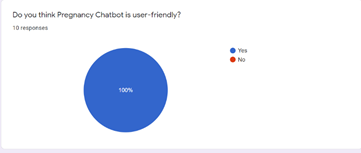 Do you think Pregnancy Chatbot is user-friendly?
10 responses
Yes
No
100%